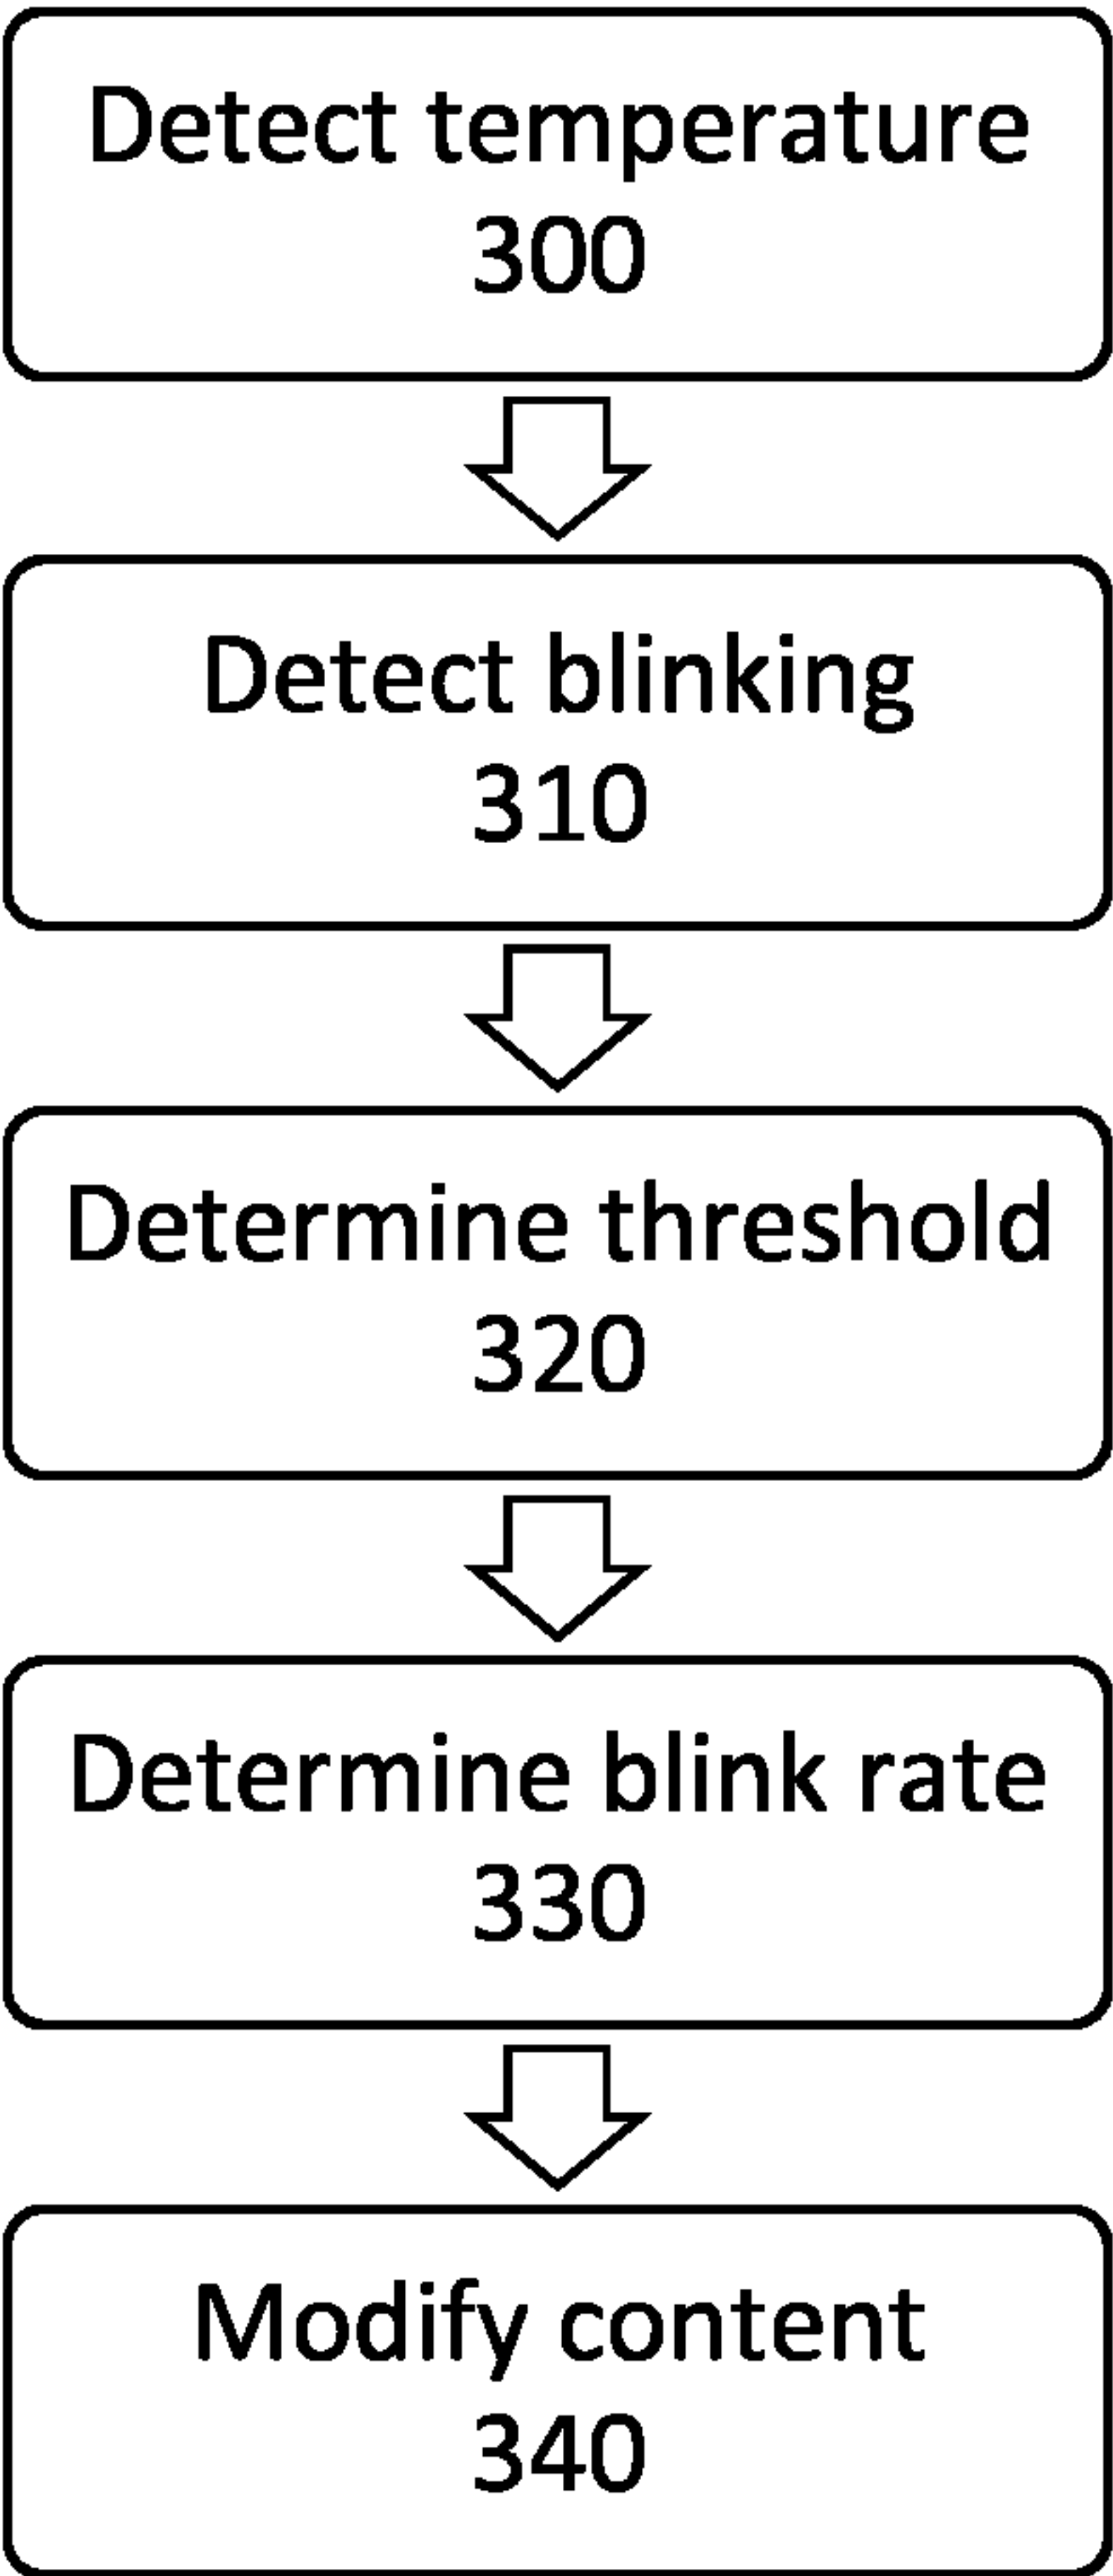 Detect temperature
300
Detect blinking
310
Determine threshold
320
Determine blink rate
330
Modify content
340